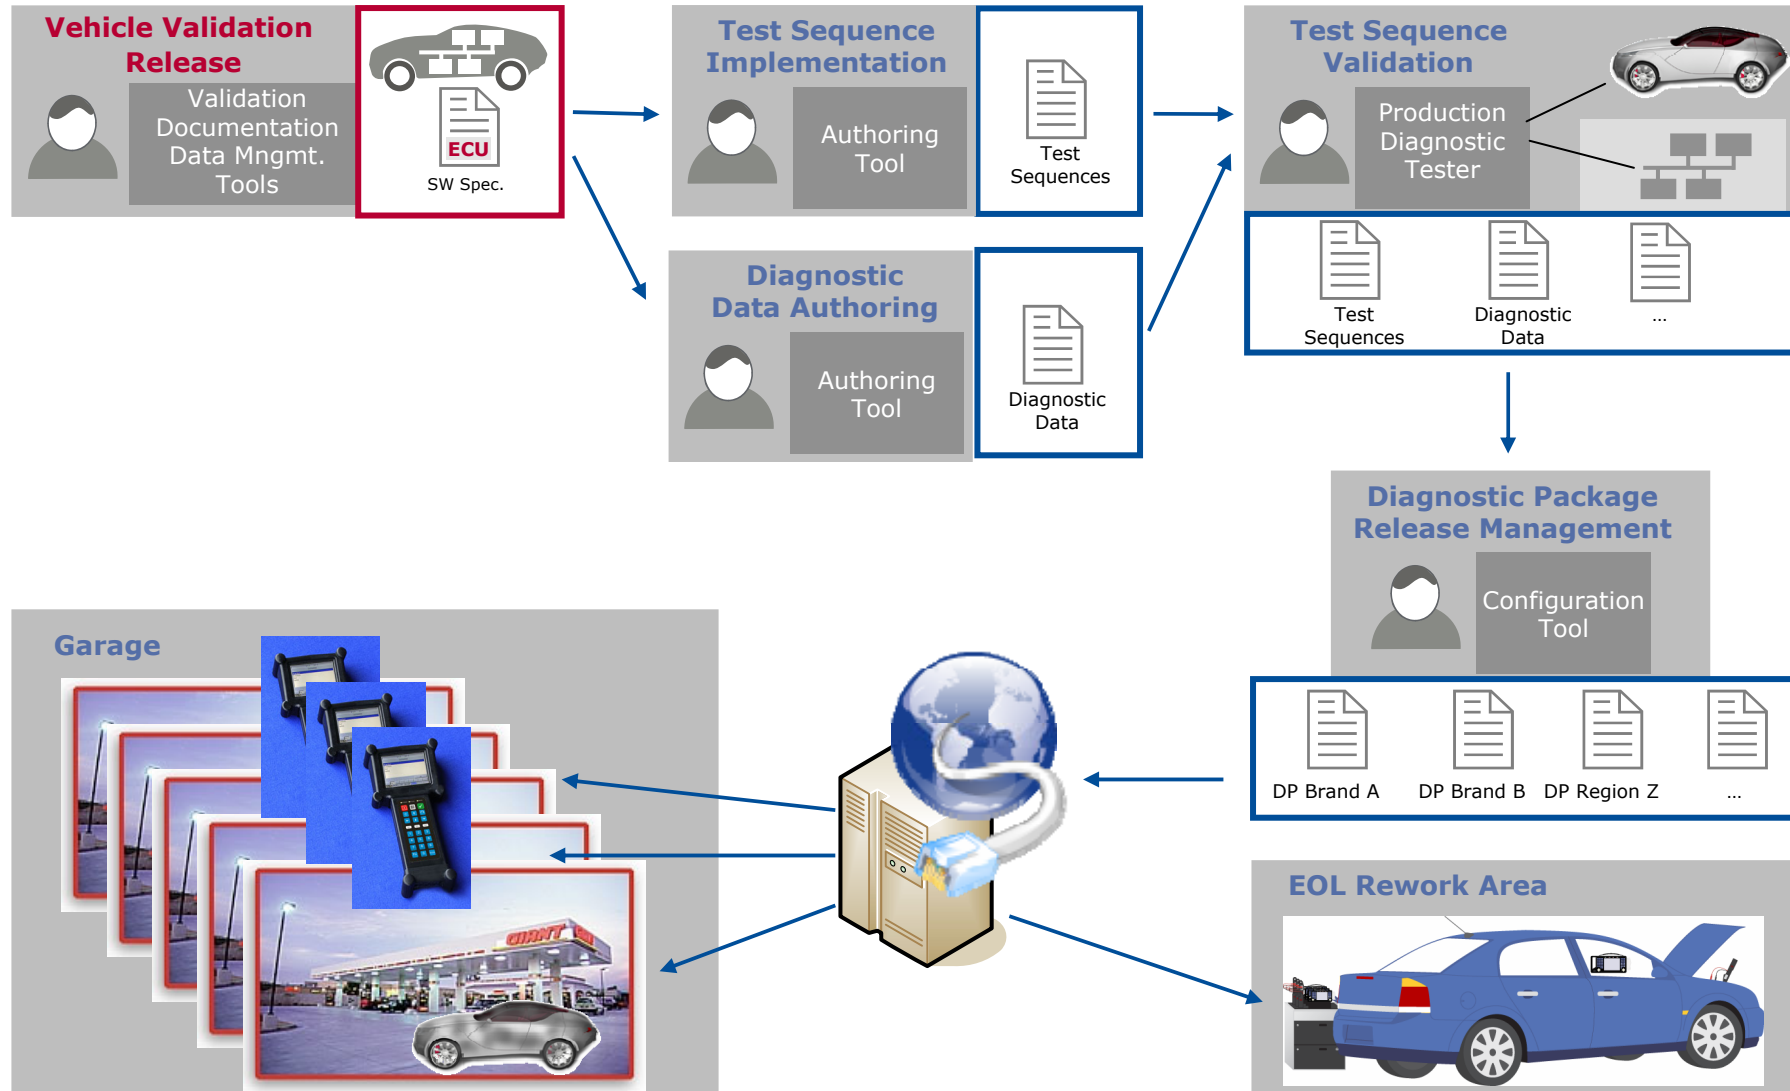 Vehicle Validation
Release
Validation
Documentation
Data Mngmt.
Tools
ECU
SW Spec.
Test Sequence
Implementation
Authoring
Tool
Test
Sequences
Test Sequence
Validation
Production
Diagnostic
Tester
Test
Sequences
Diagnostic
Data
...
Diagnostic
Data Authoring
Authoring
Tool
Diagnostic
Data
Diagnostic Package
Release Management
Configuration
Tool
DP Brand A
DP Brand B
DP Region Z
...
Garage
GIANT
EOL Rework Area